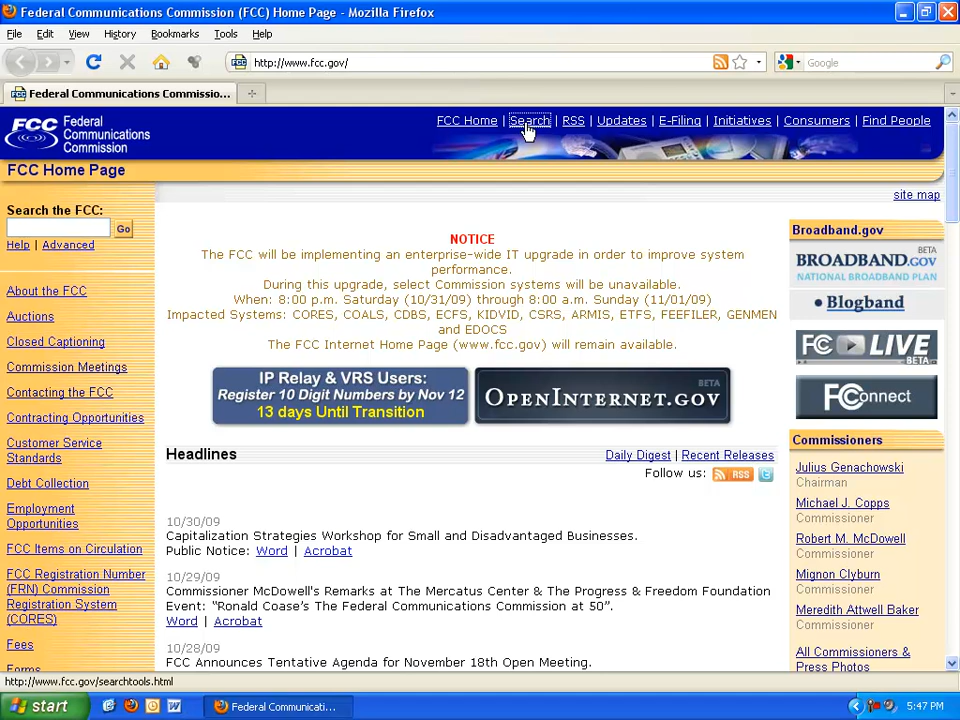 Federal Communications Commission (FCC) Home Page - Mozilla Firefox
File Edit View History Bookmarks Tools Help
http://www.fcc.gov/
Google
Federal Communications Commissio...
FCC Federal Communications Commission
FCC Home | Search | RSS | Updates | E-Filing | Initiatives | Consumers | Find People
FCC Home Page
site map
Search the FCC:
Go
Help | Advanced
About the FCC
Auctions
Closed Captioning
Commission Meetings
Contacting the FCC
Contracting Opportunities
Customer Service
Standards
Debt Collection
Employment
Opportunities
FCC Items on Circulation
FCC Registration Number
(FRN) Commission
Registration System
(CORES)
Fees
Forms
NOTICE
The FCC will be implementing an enterprise-wide IT upgrade in order to improve system
performance.
During this upgrade, select Commission systems will be unavailable.
When: 8:00 p.m. Saturday (10/31/09) through 8:00 a.m. Sunday (11/01/09)
Impacted Systems: CORES, COALS, CDBS, ECFS, KIDVID, CSRS, ARMIS, ETFS, FEEFILER, GENMEN
and EDOCS
The FCC Internet Home Page (www.fcc.gov) will remain available.
IP Relay & VRS Users:
Register 10 Digit Numbers by Nov 12
13 days Until Transition
BETA
OPENINTERNET.GOV
Headlines
Daily Digest | Recent Releases
Follow us: RSS
10/30/09
Capitalization Strategies Workshop for Small and Disadvantaged Businesses.
Public Notice: Word | Acrobat
10/29/09
Commissioner McDowell's Remarks at The Mercatus Center & The Progress & Freedom Foundation
Event: "Ronald Coase's The Federal Communications Commission at 50".
Word | Acrobat
10/28/09
FCC Announces Tentative Agenda for November 18th Open Meeting.
Broadband.gov
BETA
BROADBAND.GOV
NATIONAL BROADBAND PLAN
• Blogband
FCC LIVE
BETA
FCConnect
Commissioners
Julius Genachowski
Chairman
Michael J. Copps
Commissioner
Robert M. McDowell
Commissioner
Mignon Clyburn
Commissioner
Meredith Attwell Baker
Commissioner
All Commissioners &
Press Photos
http://www.fcc.gov/searchtools.html
start
Federal Communicati...
5:47 PM